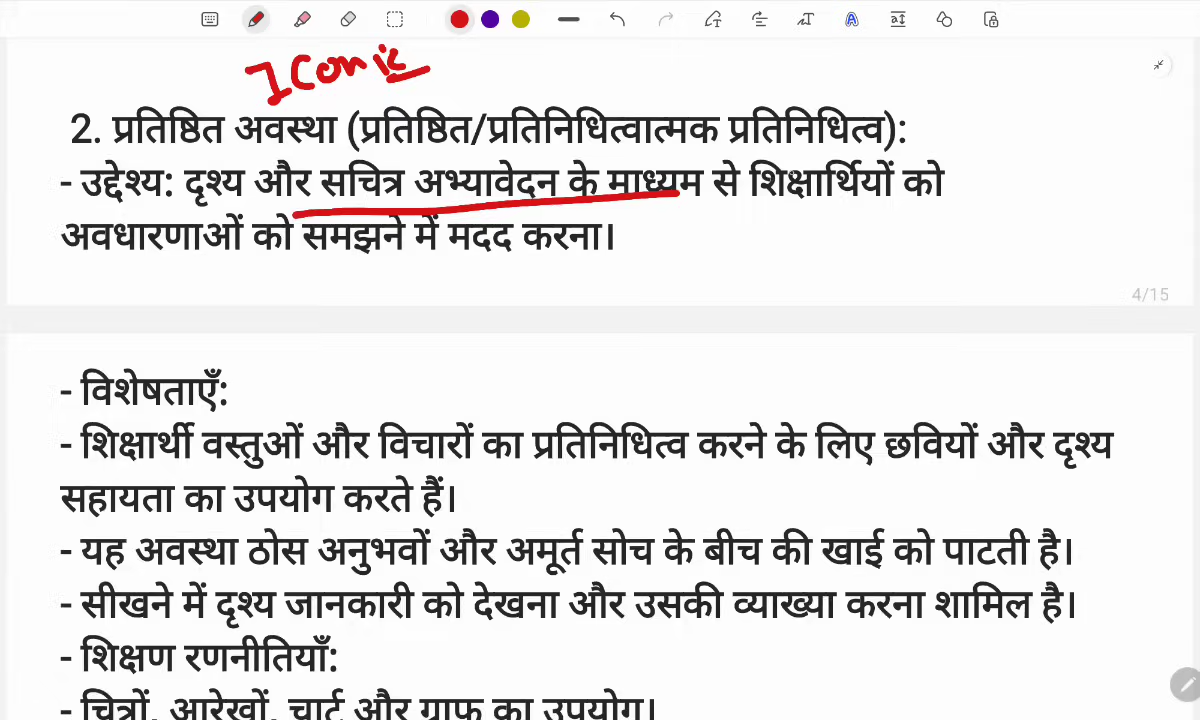 Iconic
2. प्रतिष्ठित अवस्था (प्रतिष्ठित/प्रतिनिधित्वात्मक प्रतिनिधित्व):
- उद्देश्य: दृश्य और सचित्र अभ्यावेदन के माध्यम से शिक्षार्थियों को
अवधारणाओं को समझने में मदद करना।
4/15
- विशेषताएँ:
- शिक्षार्थी वस्तुओं और विचारों का प्रतिनिधित्व करने के लिए छवियों और दृश्य
सहायता का उपयोग करते हैं।
- यह अवस्था ठोस अनुभवों और अमूर्त सोच के बीच की खाई को पाटती है।
- सीखने में दृश्य जानकारी को देखना और उसकी व्याख्या करना शामिल है।
- शिक्षण रणनीतियाँ:
- चित्रों, आरेखों, चार्ट और ग्राफ का उपयोग।